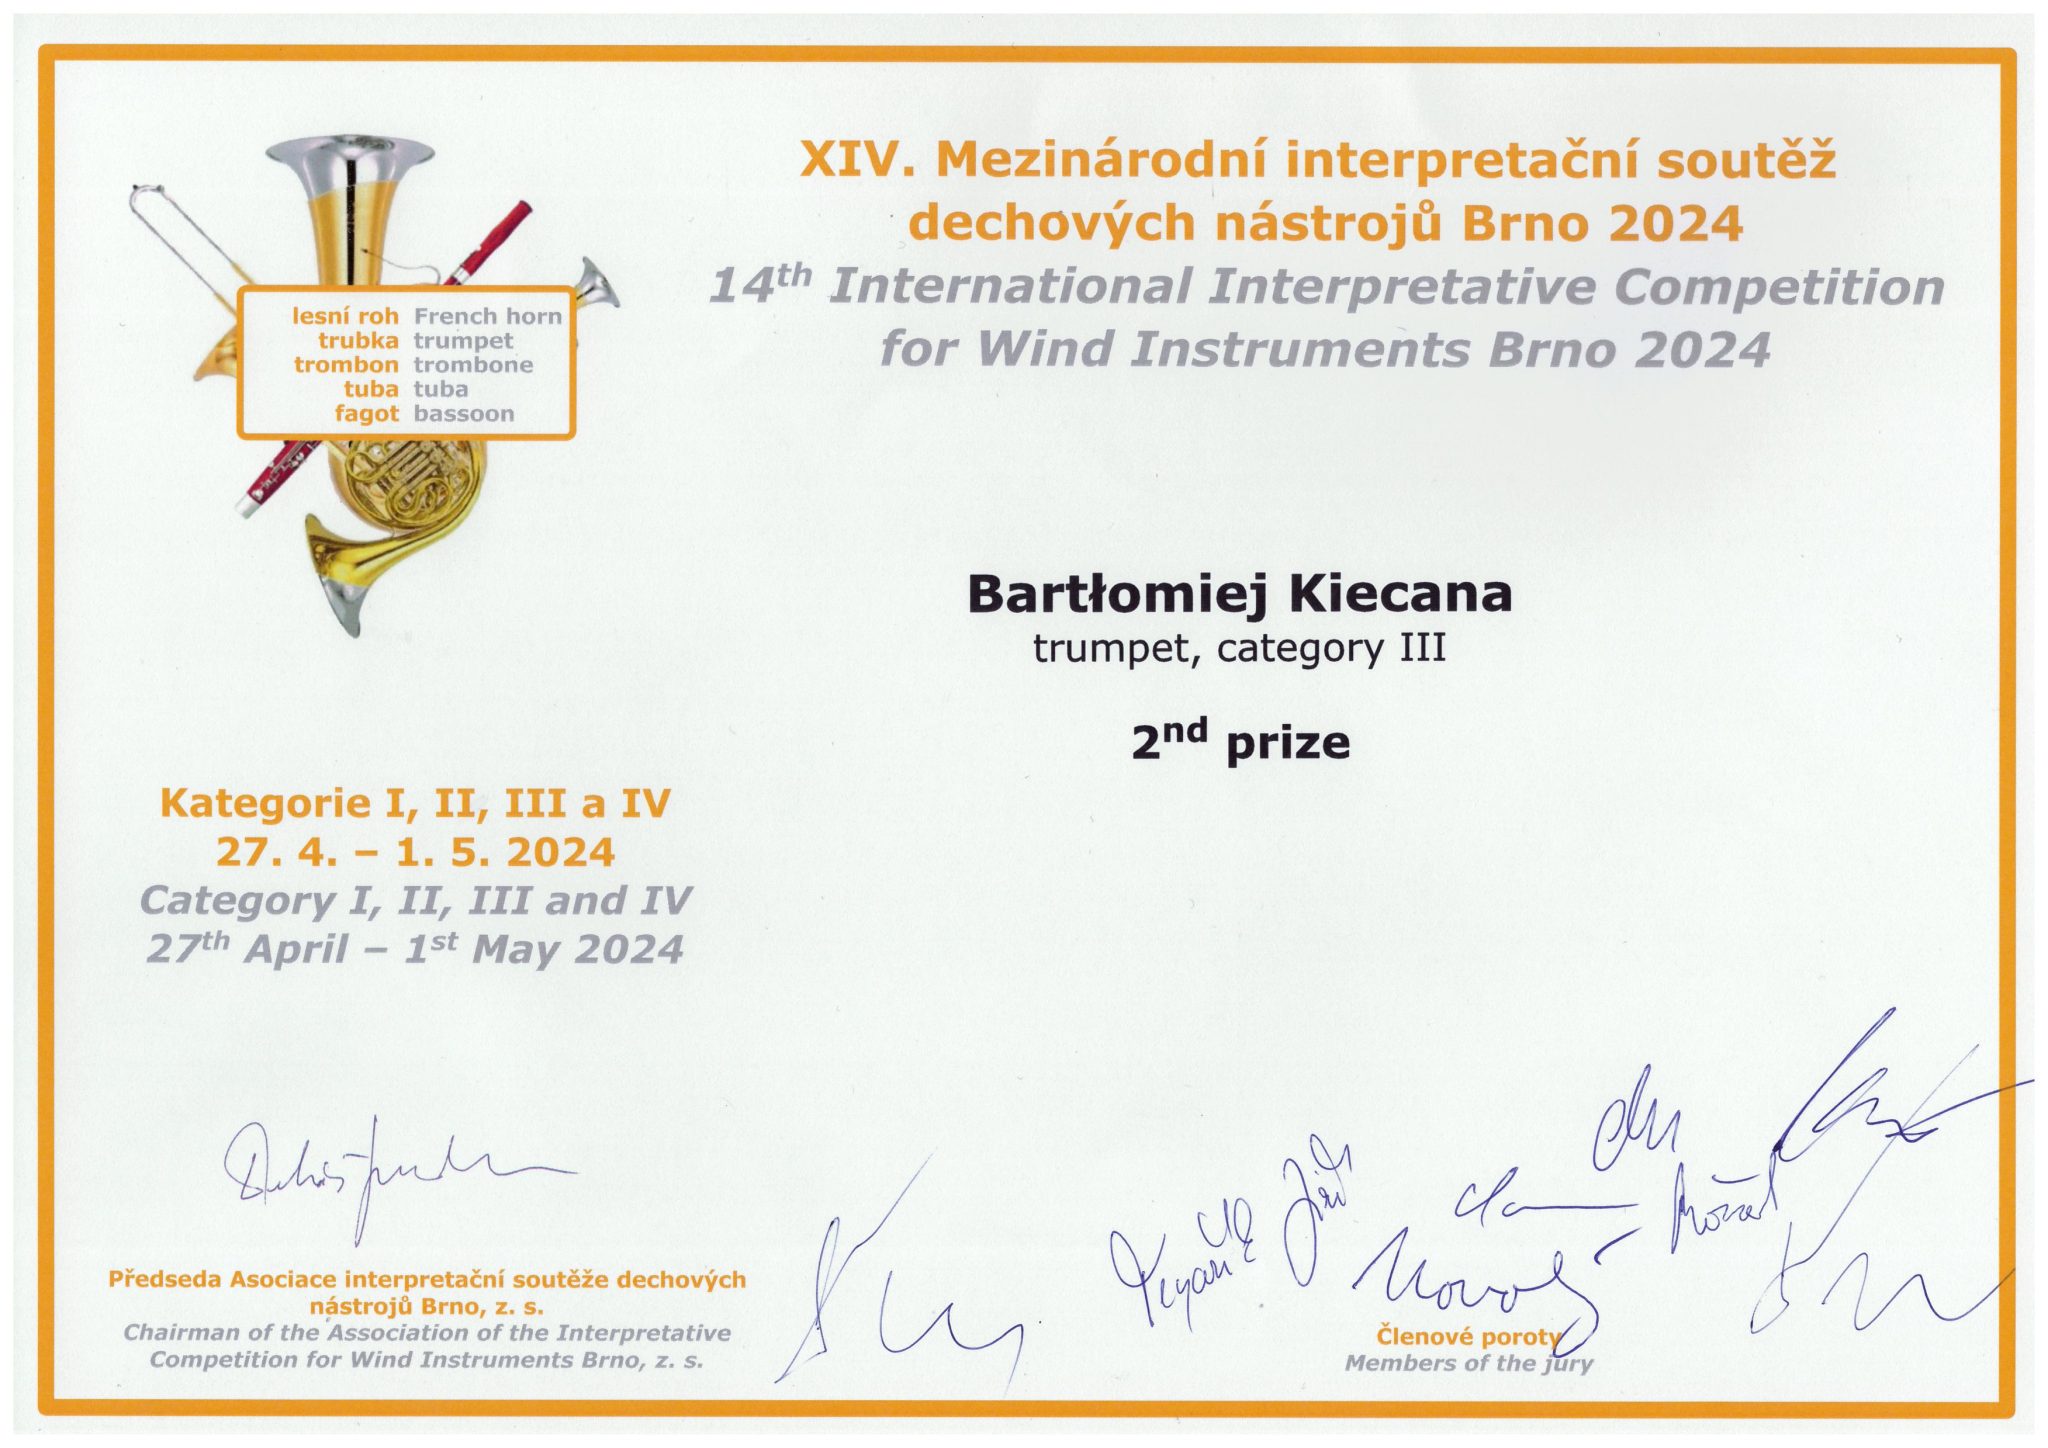 XIV. Mezinárodní interpretační soutěž
dechových nástrojů Brno 2024
14th International Interpretative Competition
for Wind Instruments Brno 2024
lesní roh French horn
trubka trumpet
trombon trombone
tuba tuba
fagot bassoon
Bartłomiej Kiecana
trumpet, category III
2nd prize
Kategorie I, II, III a IV
27. 4. – 1. 5. 2024
Category I, II, III and IV
27th April – 1st May 2024
Předseda Asociace interpretační soutěže dechových
nástrojů Brno, z. s.
Chairman of the Association of the Interpretative
Competition for Wind Instruments Brno, z. s.
Členové poroty
Members of the jury